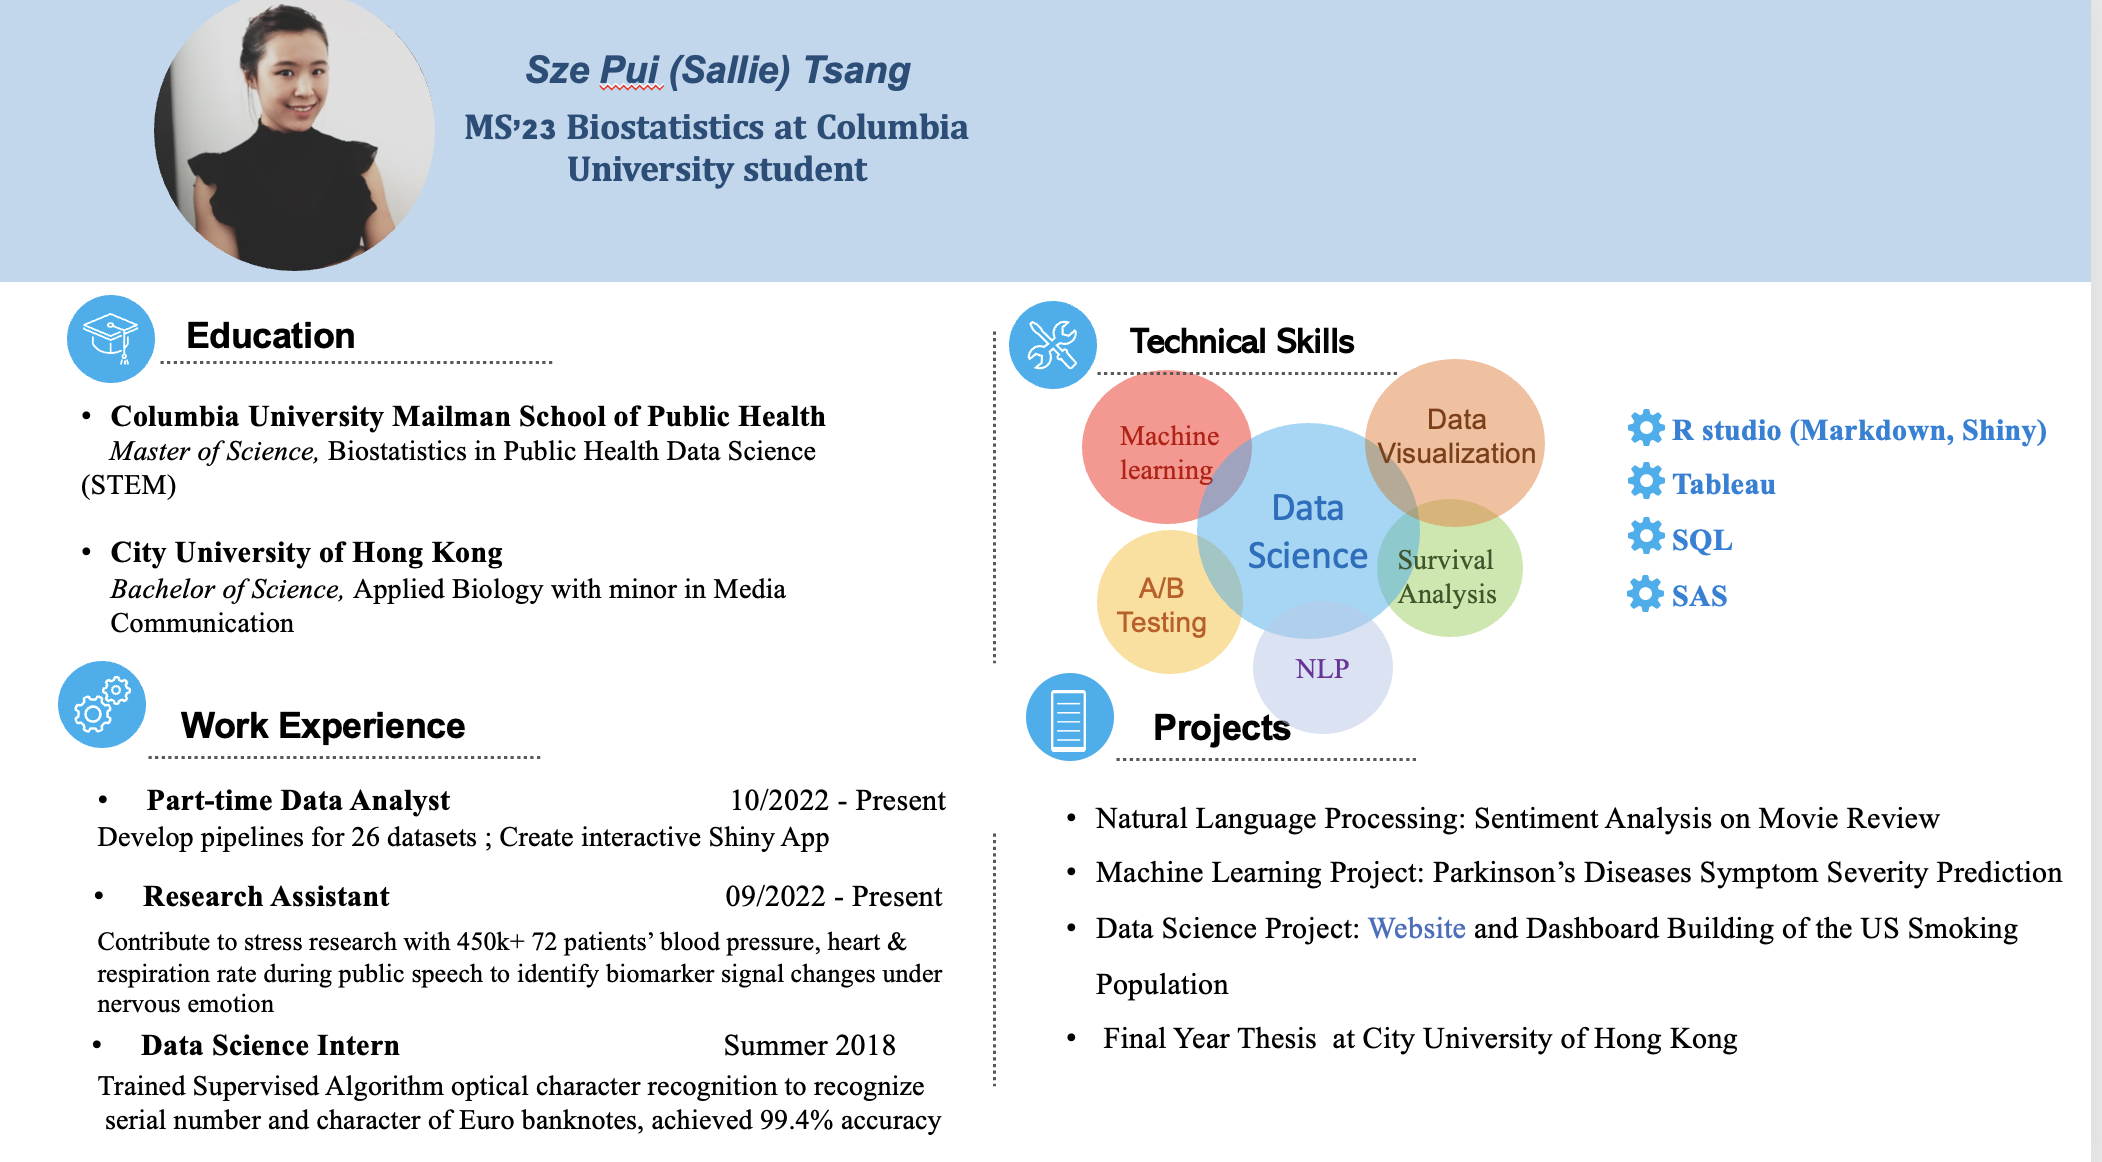 Sze Pui (Sallie) Tsang
MS’23 Biostatistics at Columbia
University student
Education
• Columbia University Mailman School of Public Health
Master of Science, Biostatistics in Public Health Data Science
(STEM)
• City University of Hong Kong
Bachelor of Science, Applied Biology with minor in Media
Communication
Work Experience
• Part-time Data Analyst 10/2022 - Present
Develop pipelines for 26 datasets ; Create interactive Shiny App
• Research Assistant 09/2022 - Present
Contribute to stress research with 450k+ 72 patients’ blood pressure, heart &
respiration rate during public speech to identify biomarker signal changes under
nervous emotion
• Data Science Intern Summer 2018
Trained Supervised Algorithm optical character recognition to recognize
serial number and character of Euro banknotes, achieved 99.4% accuracy
Technical Skills
Machine
learning
Data
Visualization
Data
Science
Survival
Analysis
A/B
Testing
NLP
R studio (Markdown, Shiny)
Tableau
SQL
SAS
Projects
• Natural Language Processing: Sentiment Analysis on Movie Review
• Machine Learning Project: Parkinson’s Diseases Symptom Severity Prediction
• Data Science Project: Website and Dashboard Building of the US Smoking
Population
• Final Year Thesis at City University of Hong Kong